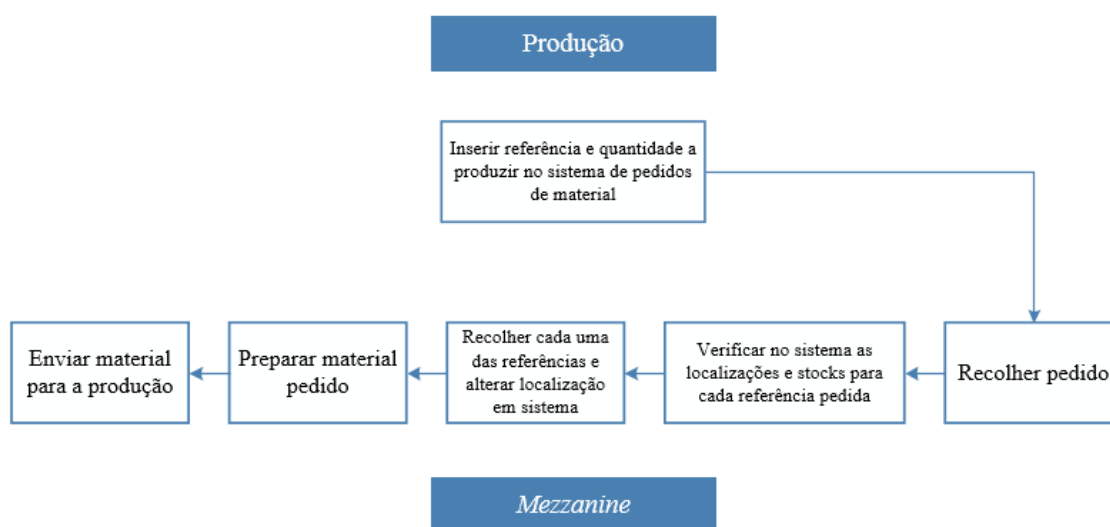 Produção
Inserir referência e quantidade a
produzir no sistema de pedidos
de material
Enviar material
para a produção
Preparar material
pedido
Recolher cada uma
das referências e
alterar localização
em sistema
Verificar no sistema as
localizações e stocks para
cada referência pedida
Recolher pedido
Mezzanine